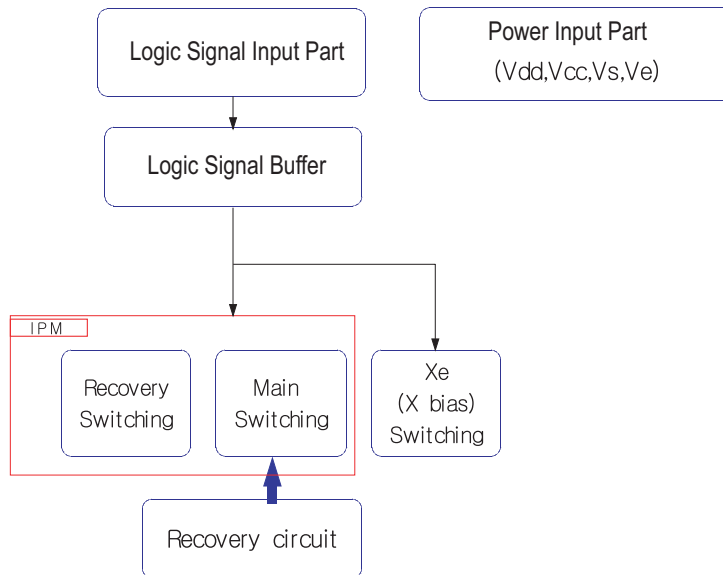 Logic Signal Input Part
Power Input Part
(Vdd,Vcc,Vs,Ve)
Logic Signal Buffer
IPM
Recovery
Switching
Main
Switching
Xe
(X bias)
Switching
Recovery circuit